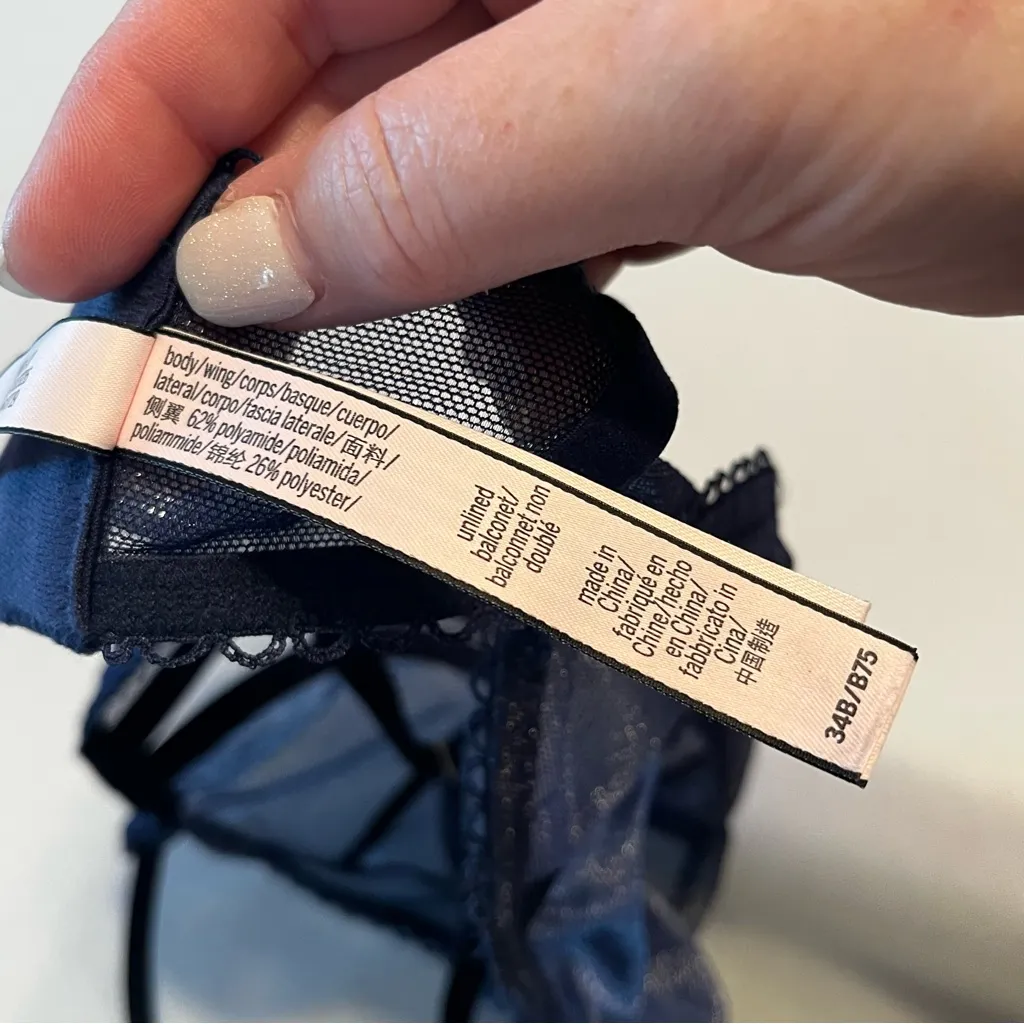 body/wing/corps/basque/cuerpo/
lateral/corpo/fascia laterale/面料/
侧翼 62% polyamide/poliamida/
poliammide/锦纶 26% polyester/
unlined
balconet/
balconnet non
doublé
made in
China/
fabriqué en
Chine/hecho
en China/
fabbricato in
Cina/
中国制造
34B/B75